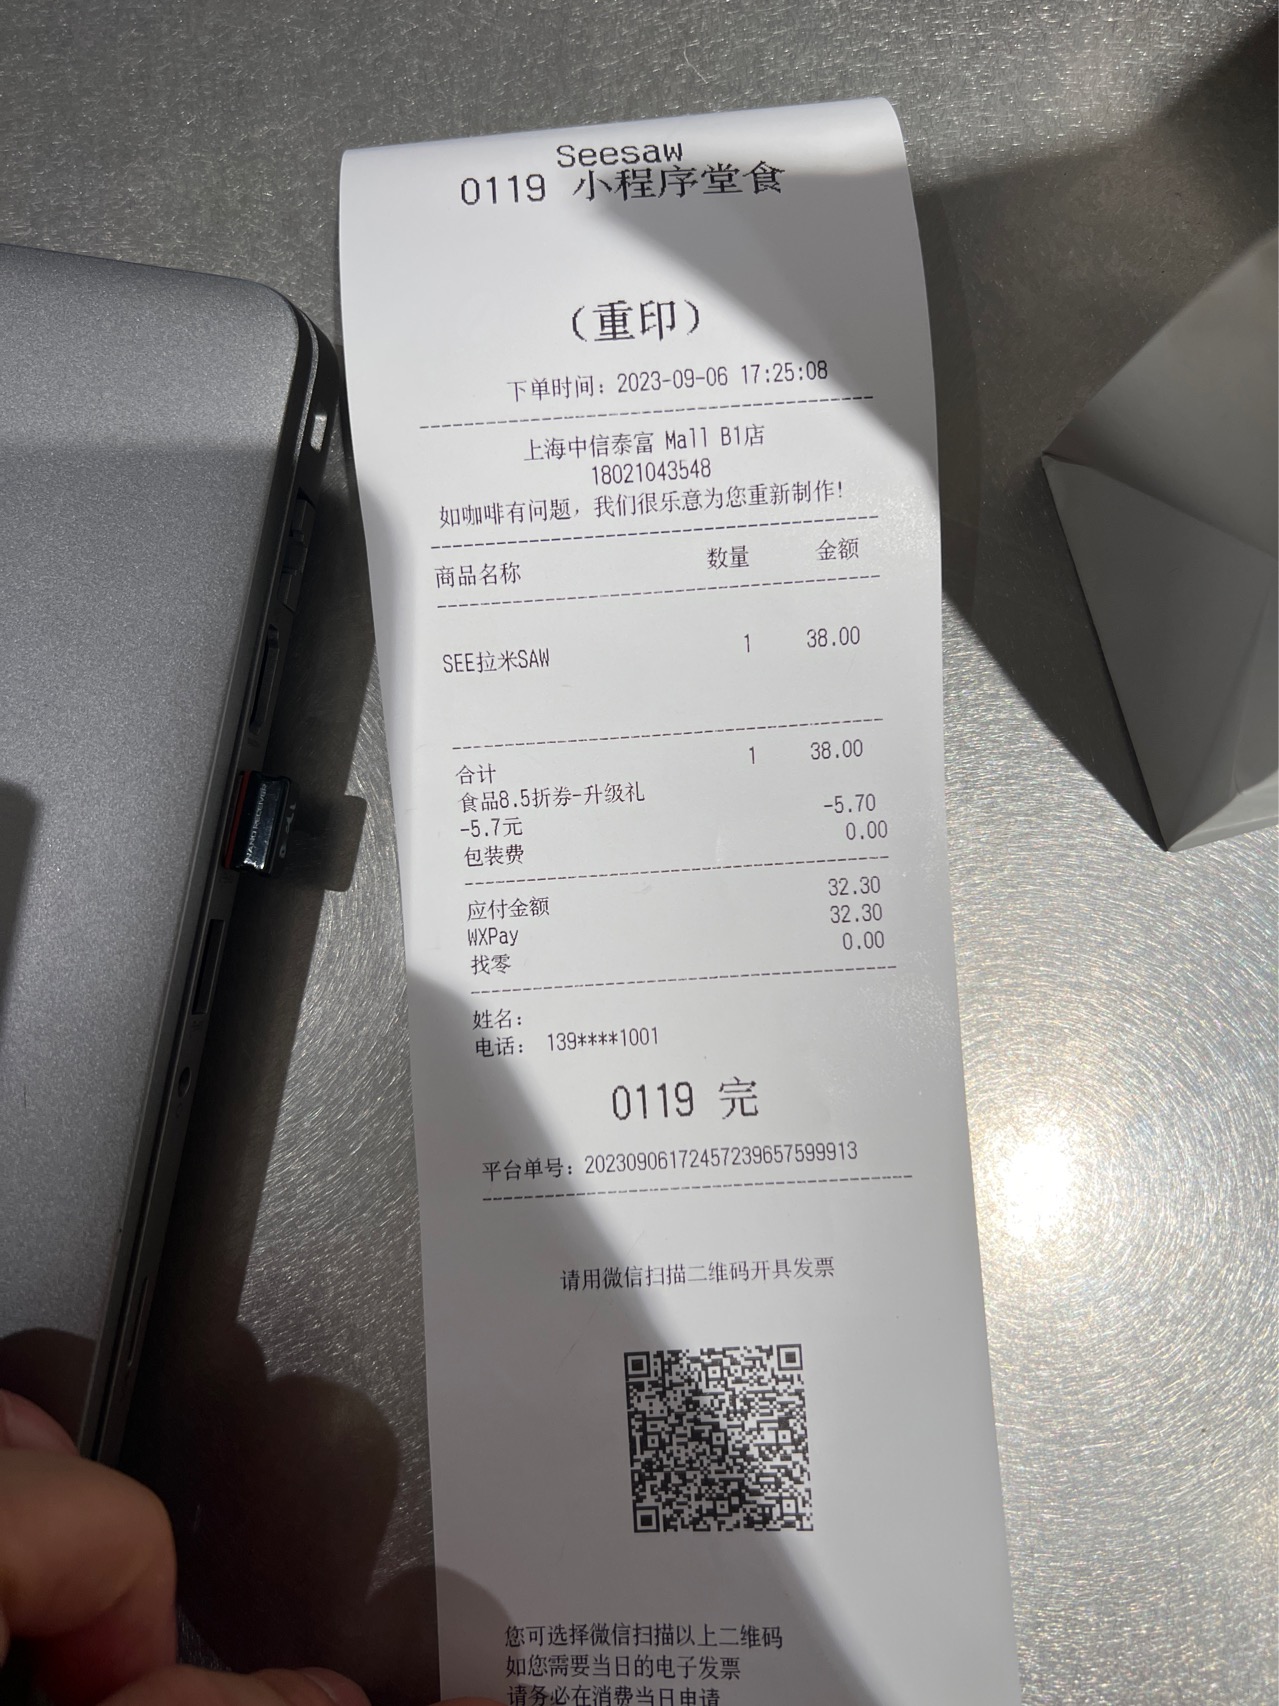 Seesaw
0119 小程序堂食
(重印)
下单时间: 2023-09-06 17:25:08
上海中信泰富 Mall B1店
18021043548
如咖啡有问题, 我们很乐意为您重新制作!
商品名称 数量 金额
SEE拉米SAW 1 38.00
合计 1 38.00
食品8.5折券-升级礼
-5.7元 -5.70
包装费 0.00
应付金额 32.30
WXPay 32.30
找零 0.00
姓名:
电话: 139****1001
0119 完
平台单号: 20230906172457239657599913
请用微信扫描二维码开具发票
您可选择微信扫描以上二维码
如您需要当日的电子发票
请务必在消费当日申请
NANO RECEIVER